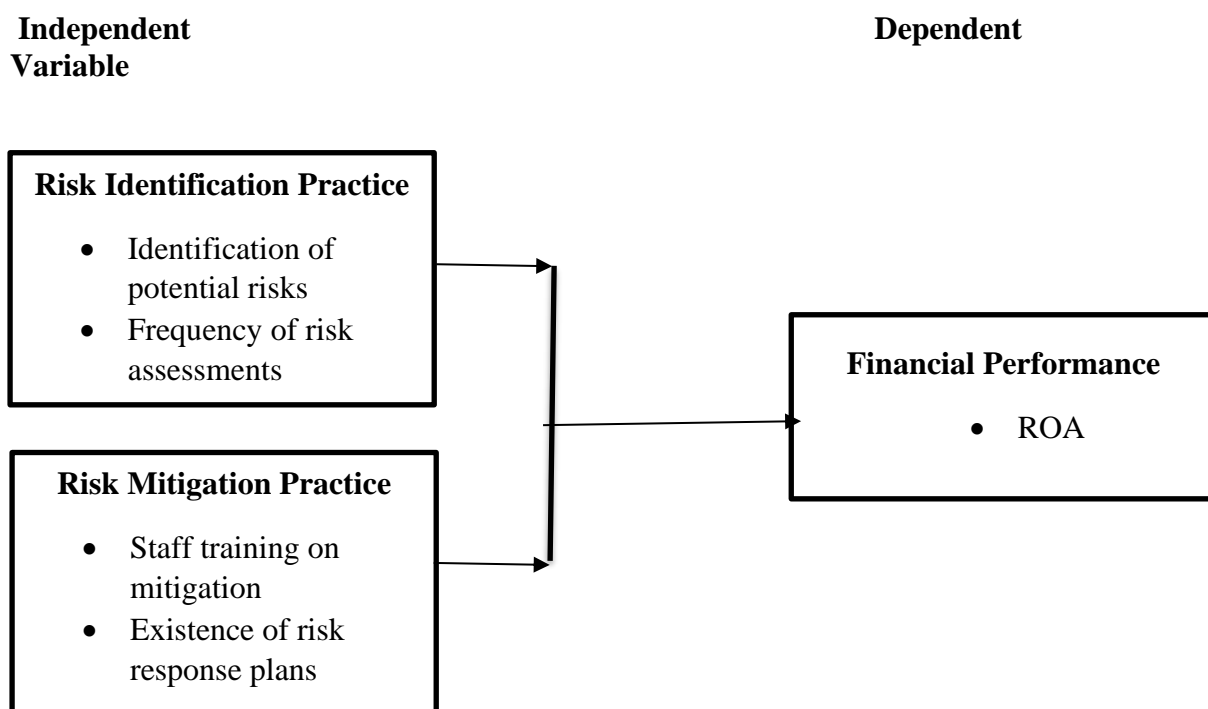 Independent
Variable
Dependent
Risk Identification Practice
• Identification of
potential risks
• Frequency of risk
assessments
Risk Mitigation Practice
• Staff training on
mitigation
• Existence of risk
response plans
Financial Performance
• ROA